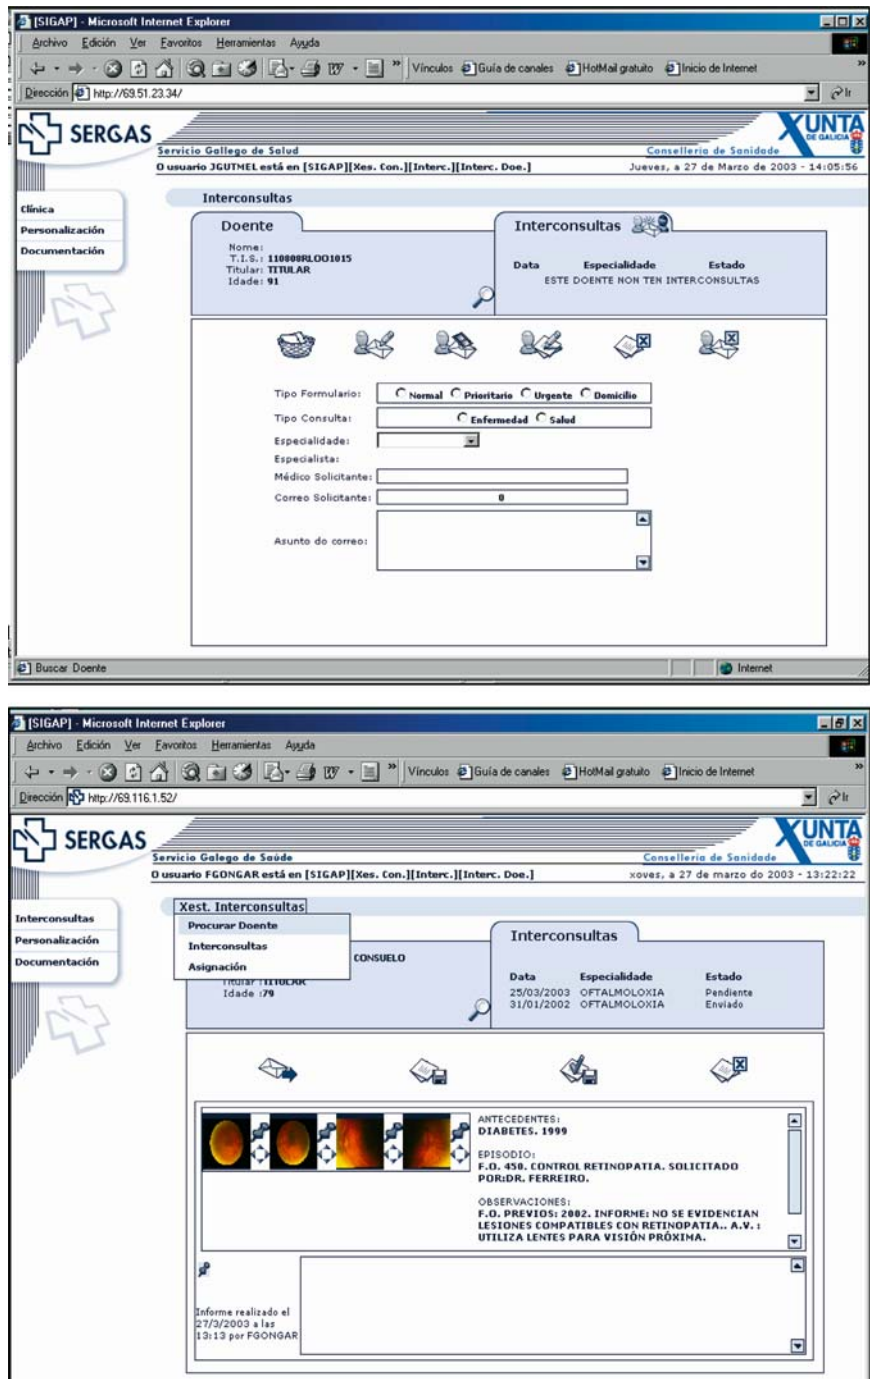 [SIGAP] - Microsoft Internet Explorer
Archivo Edición Ver Favoritos Herramientas Ayuda
Vínculos Guía de canales HotMail gratuito Inicio de Internet
Dirección http://69.51.23.34/ Ir
SERGAS
XUNTA
DE GALICIA
Servicio Gallego de Salud
Consellería de Sanidade
O usuario JGUTMEL está en [SIGAP][Xes. Con.][Interc.][Interc. Doe.]
Jueves, a 27 de Marzo de 2003 - 14:05:56
Clínica
Personalización
Documentación
Interconsultas
Doente
Nome:
T.I.S.: 110808RLOO1015
Titular: TITULAR
Idade: 91
Interconsultas
Data Especialidade Estado
ESTE DOENTE NON TEN INTERCONSULTAS
Tipo Formulario: Normal Prioritario Urgente Domicilio
Tipo Consulta: Enfermedad Salud
Especialidade:
Especialista:
Médico Solicitante:
Correo Solicitante: 0
Asunto do correo:
Buscar Doente
Internet
[SIGAP] - Microsoft Internet Explorer
Archivo Edición Ver Favoritos Herramientas Ayuda
Vínculos Guía de canales HotMail gratuito Inicio de Internet
Dirección http://69.116.1.52/ Ir
SERGAS
XUNTA
DE GALICIA
Servicio Galego de Saúde
Consellería de Sanidade
O usuario FGONGAR está en [SIGAP][Xes. Con.][Interc.][Interc. Doe.]
xoves, a 27 de marzo do 2003 - 13:22:22
Interconsultas
Personalización
Documentación
Xest. Interconsultas
Procurar Doente
Interconsultas
Asignación
CONSUELO
Titular :TITULAR
Idade :79
Interconsultas
Data Especialidade Estado
25/03/2003 OFTALMOLOXIA Pendiente
31/01/2002 OFTALMOLOXIA Enviado
ANTECEDENTES:
DIABETES. 1999
EPISODIO:
F.O. 450. CONTROL RETINOPATIA. SOLICITADO
POR:DR. FERREIRO.
OBSERVACIONES:
F.O. PREVIOS: 2002. INFORME: NO SE EVIDENCIAN
LESIONES COMPATIBLES CON RETINOPATIA.. A.V. :
UTILIZA LENTES PARA VISIÓN PRÓXIMA.
Informe realizado el
27/3/2003 a las
13:13 por FGONGAR